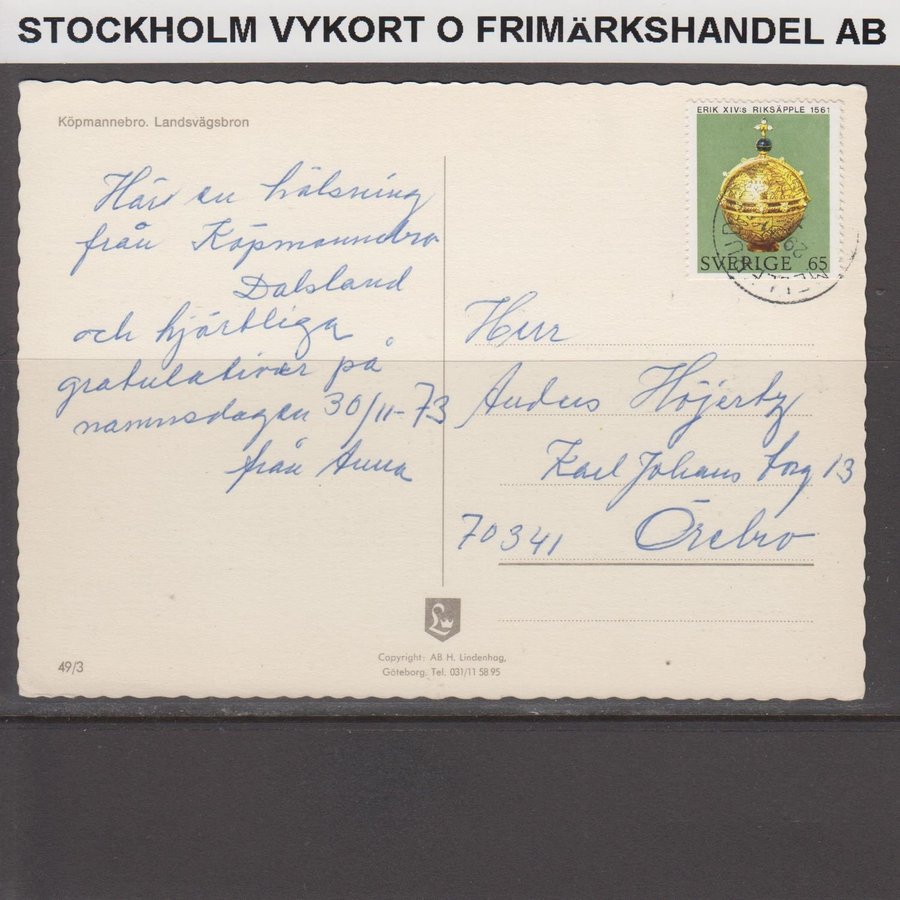 STOCKHOLM VYKORT O FRIMäRKSHANDEL AB
Köpmannebro. Landsvägsbron
ERIK XIV:s RIKSÄPPLE 1561
SVERIGE 65
Här en hälsning
från Köpmannebro
Dalsland
och hjärtliga
gratulationer på
namnsdagen 30/11-73
från Anna
Herr
Anders Höjerby
Karl Johans torg 13
70341 Örebro
49/3
Copyright: AB H. Lindenhag,
Göteborg. Tel. 031/11 58 95